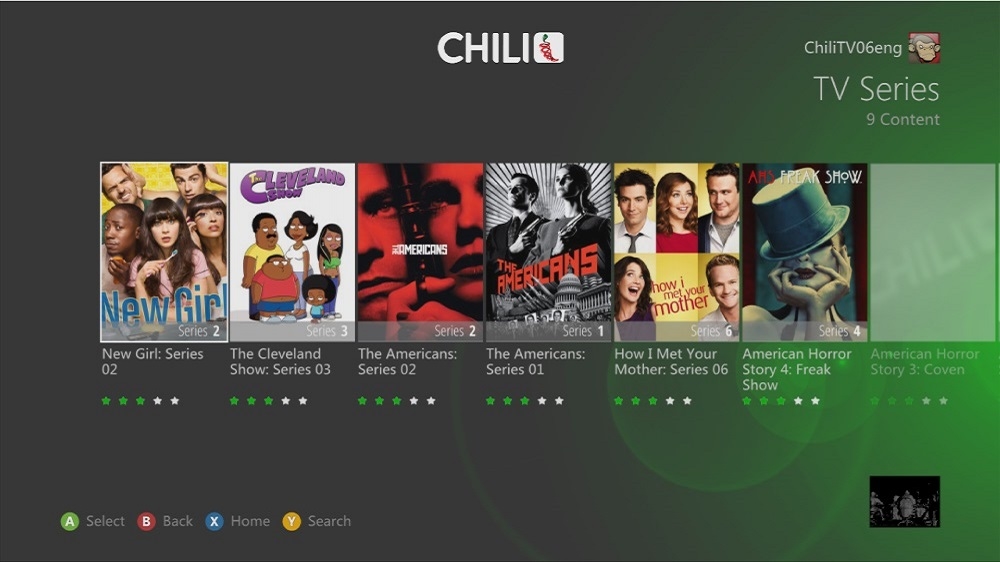 CHILI
ChiliTV06eng
TV Series
9 Content
New Girl
Series 2
The
CLEVELAND
Show
Series 3
THE AMERICANS
Series 2
THE
AMERICANS
Series 1
how i
met your
mother
Series 6
AHS FREAK SHOW
Series 4
New Girl: Series
02
The Cleveland
Show: Series 03
The Americans:
Series 02
The Americans:
Series 01
How I Met Your
Mother: Series 06
American Horror
Story 4: Freak
Show
American Horror
Story 3: Coven
A Select B Back X Home Y Search